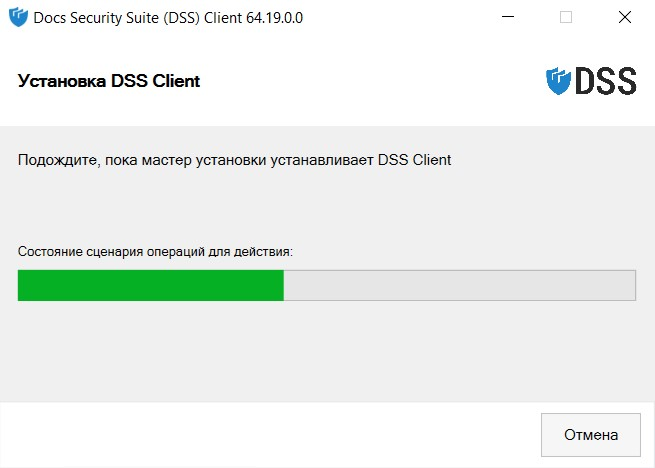 Docs Security Suite (DSS) Client 64.19.0.0
Установка DSS Client
DSS
Подождите, пока мастер установки устанавливает DSS Client
Состояние сценария операций для действия:
Отмена